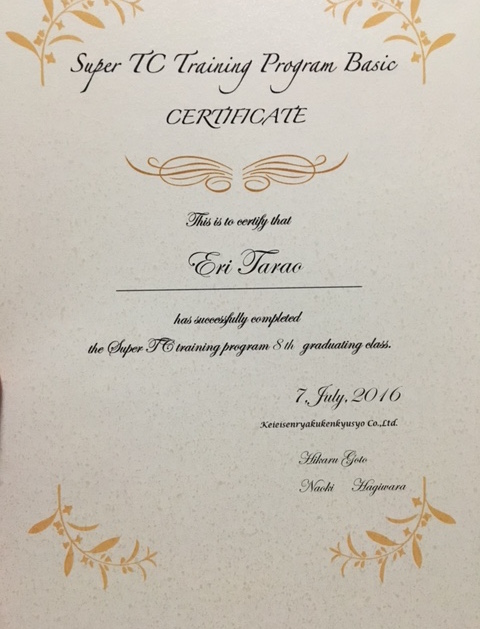 Super TC Training Program Basic
CERTIFICATE
This is to certify that
Eri Tarao
has successfully completed
the Super TC training program 8th graduating class.
7,July,2016
Keieisenryakukenkyusyo Co.,Ltd.
Hikaru Goto
Naoki Hagiwara